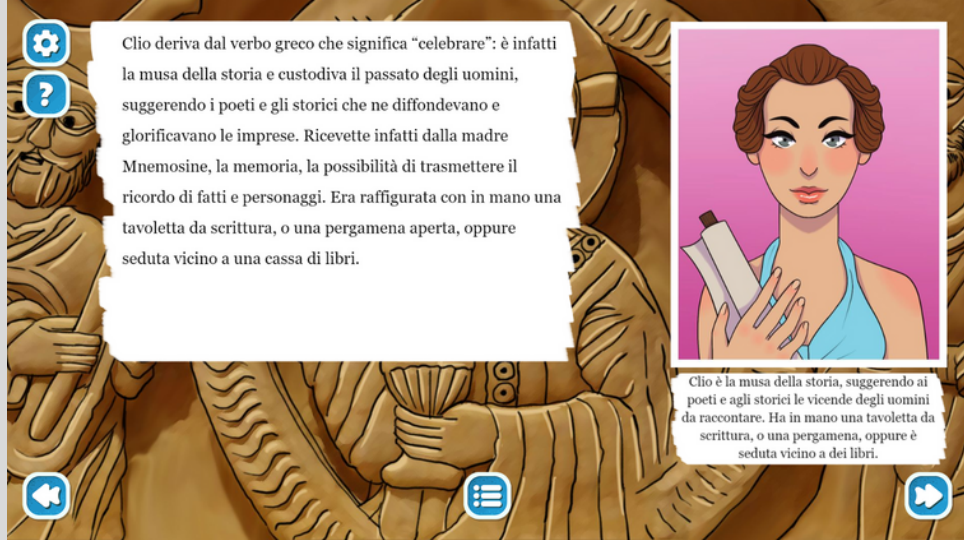 Clio deriva dal verbo greco che significa “celebrare”: è infatti
la musa della storia e custodiva il passato degli uomini,
suggerendo i poeti e gli storici che ne diffondevano e
glorificavano le imprese. Ricevette infatti dalla madre
Mnemosine, la memoria, la possibilità di trasmettere il
ricordo di fatti e personaggi. Era raffigurata con in mano una
tavoletta da scrittura, o una pergamena aperta, oppure
seduta vicino a una cassa di libri.
Clio è la musa della storia, suggerendo ai
poeti e agli storici le vicende degli uomini
da raccontare. Ha in mano una tavoletta da
scrittura, o una pergamena, oppure è
seduta vicino a dei libri.
?